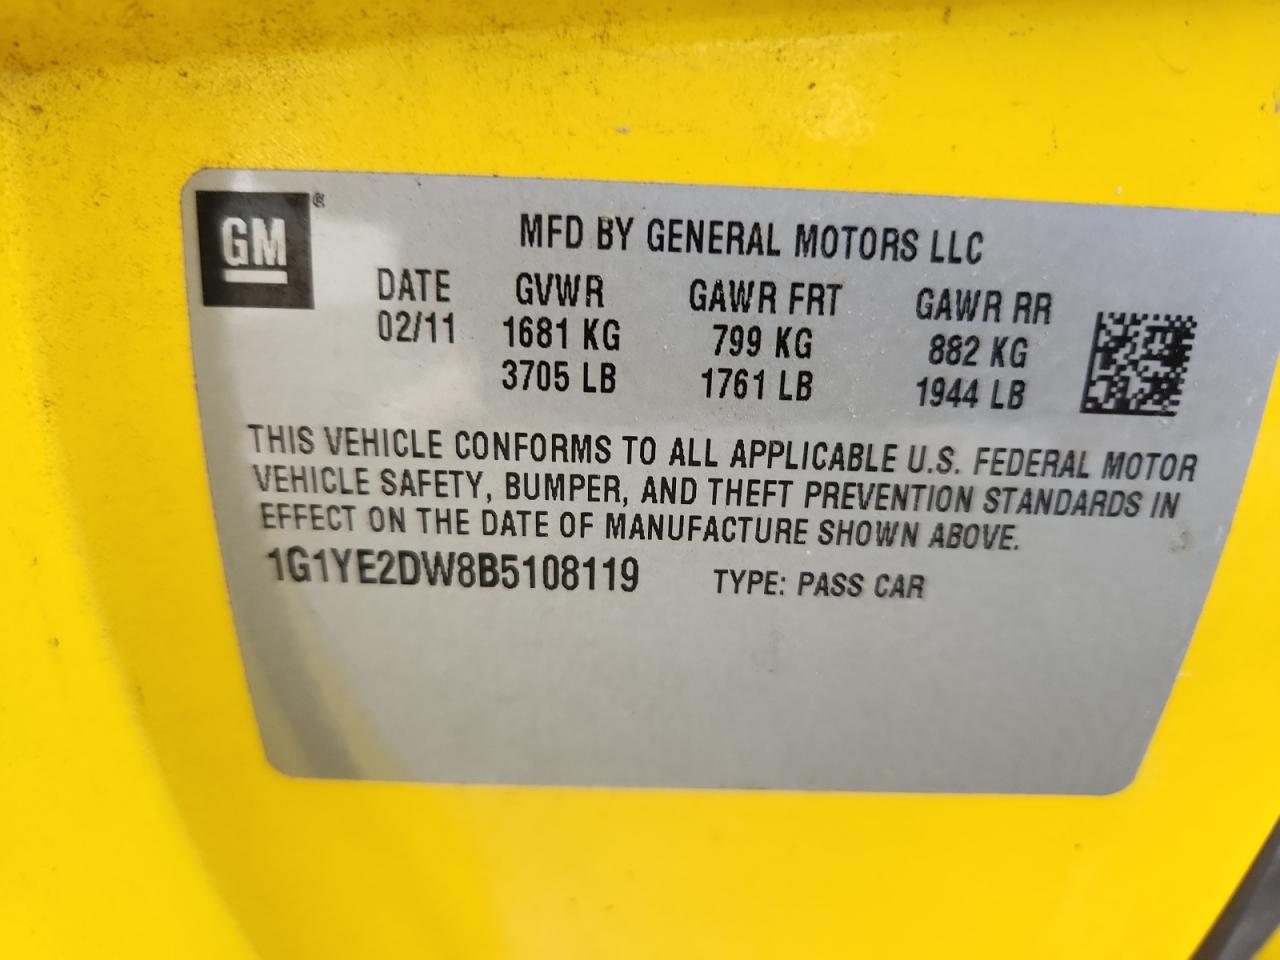 GM ®
MFD BY GENERAL MOTORS LLC
DATE GVWR GAWR FRT GAWR RR
02/11 1681 KG 799 KG 882 KG
3705 LB 1761 LB 1944 LB
THIS VEHICLE CONFORMS TO ALL APPLICABLE U.S. FEDERAL MOTOR
VEHICLE SAFETY, BUMPER, AND THEFT PREVENTION STANDARDS IN
EFFECT ON THE DATE OF MANUFACTURE SHOWN ABOVE.
1G1YE2DW8B5108119 TYPE: PASS CAR